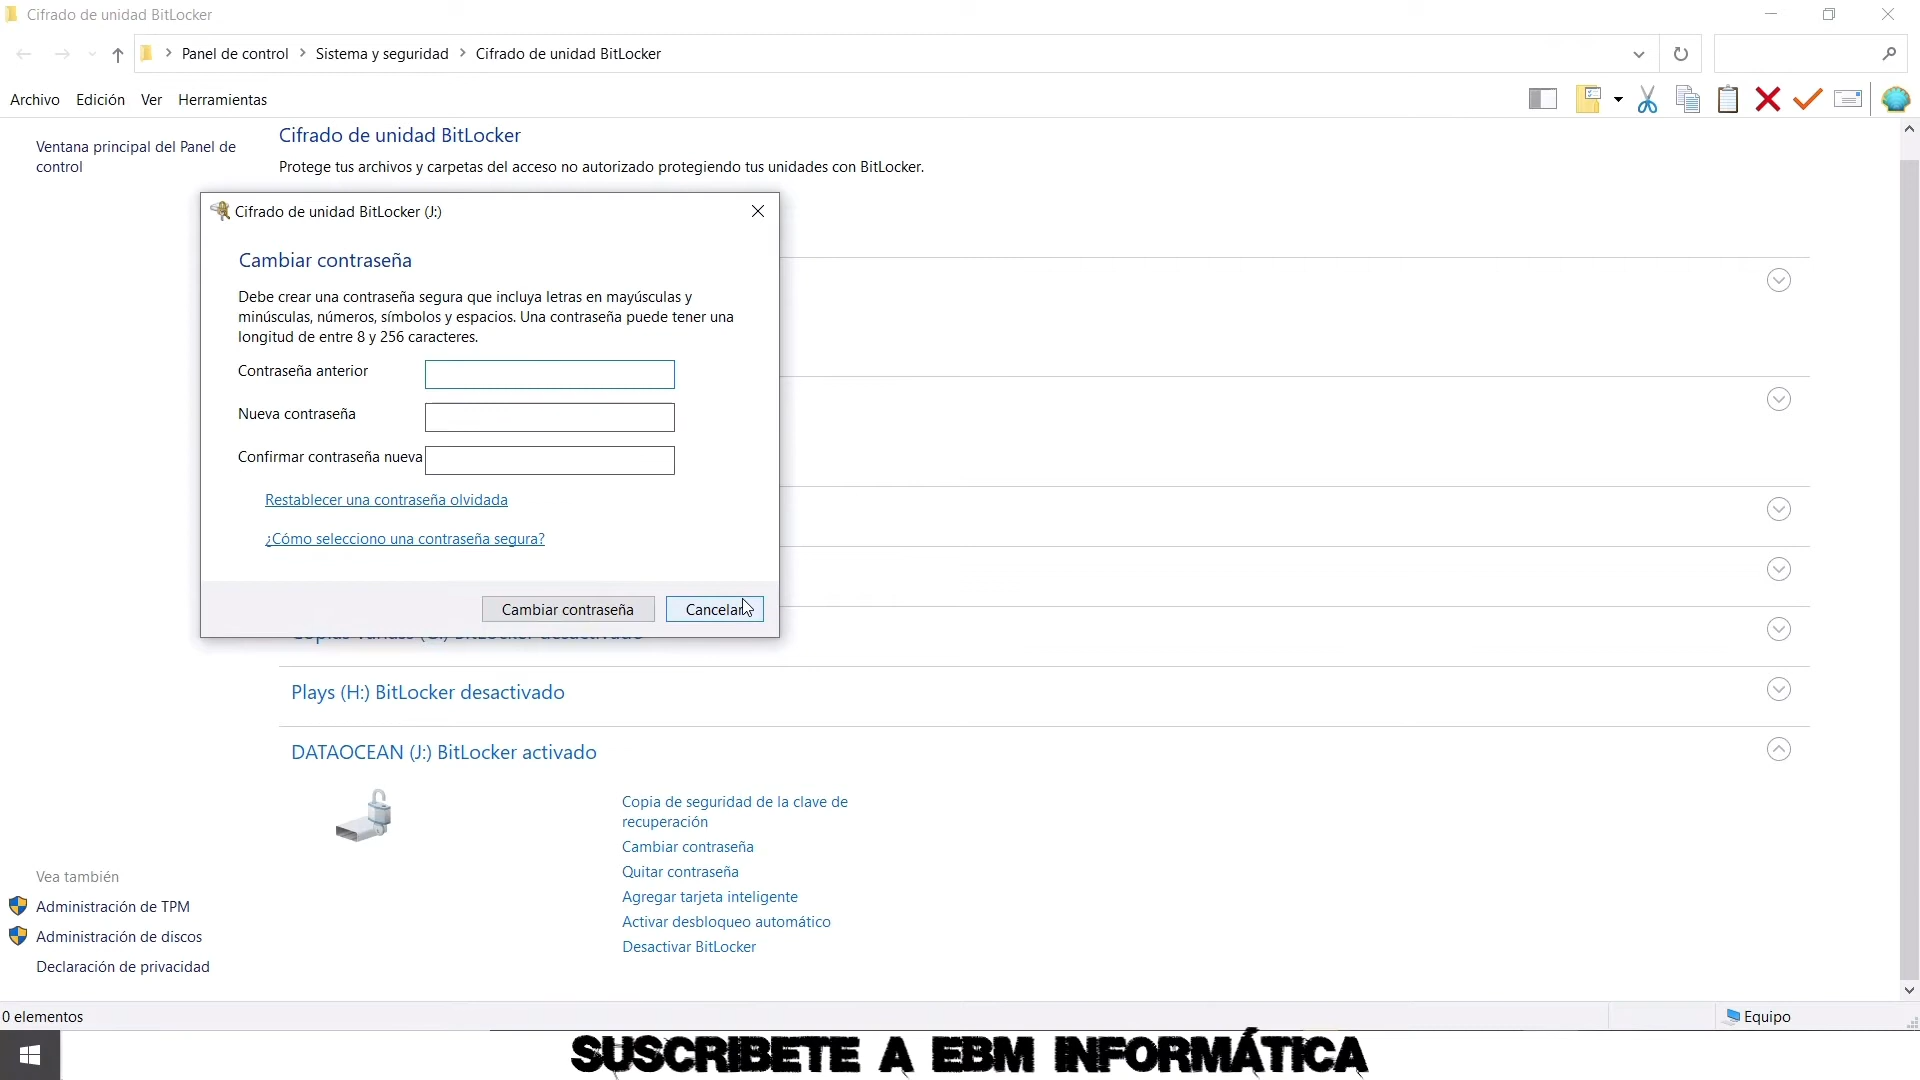 Cifrado de unidad BitLocker
Panel de control
Sistema y seguridad
Cifrado de unidad BitLocker
Archivo Edición Ver Herramientas
Ventana principal del Panel de
control
Cifrado de unidad BitLocker
Protege tus archivos y carpetas del acceso no autorizado protegiendo tus unidades con BitLocker.
Cifrado de unidad BitLocker (J:)
Cambiar contraseña
Debe crear una contraseña segura que incluya letras en mayúsculas y
minúsculas, números, símbolos y espacios. Una contraseña puede tener una
longitud de entre 8 y 256 caracteres.
Contraseña anterior
Nueva contraseña
Confirmar contraseña nueva
Restablecer una contraseña olvidada
¿Cómo selecciono una contraseña segura?
Cambiar contraseña
Cancelar
Plays (H:) BitLocker desactivado
DATAOCEAN (J:) BitLocker activado
Copia de seguridad de la clave de
recuperación
Cambiar contraseña
Quitar contraseña
Agregar tarjeta inteligente
Activar desbloqueo automático
Desactivar BitLocker
Vea también
Administración de TPM
Administración de discos
Declaración de privacidad
0 elementos
Equipo
SUSCRIBETE A EBM INFORMÁTICA